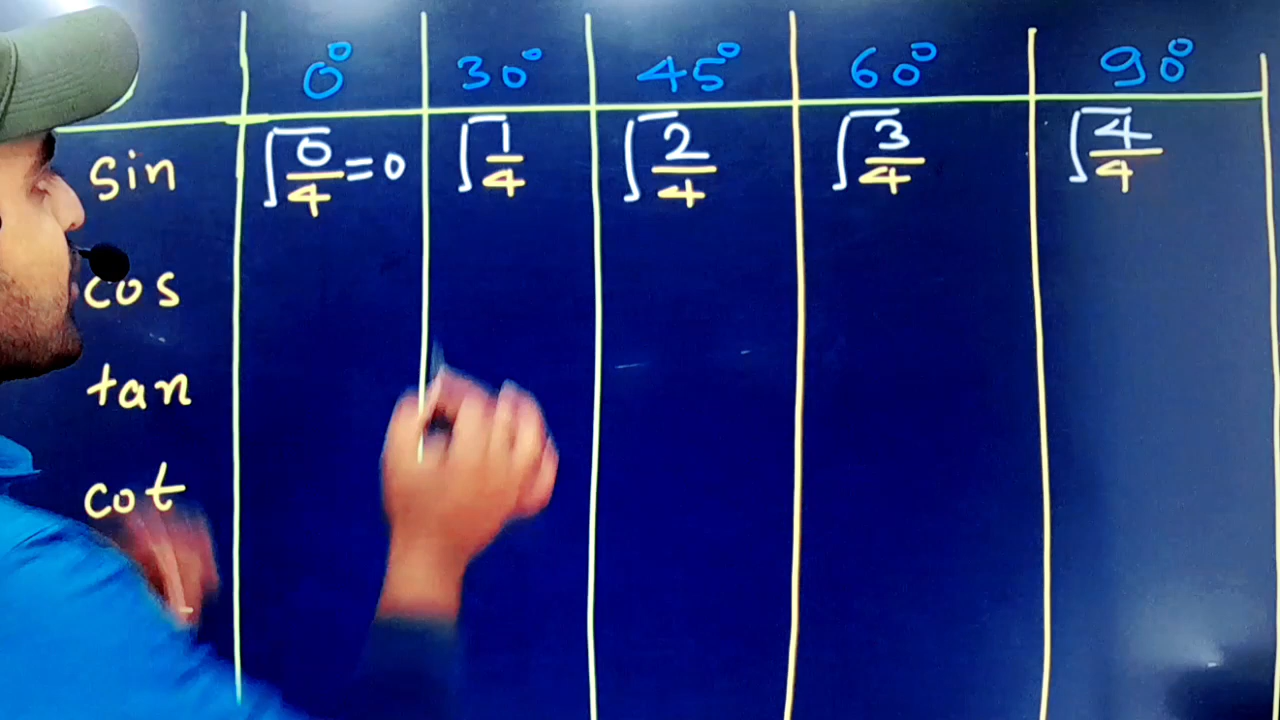 0° 30° 45° 60° 90°
sin √0/4=0 √1/4 √2/4 √3/4 √4/4
cos
tan
cot